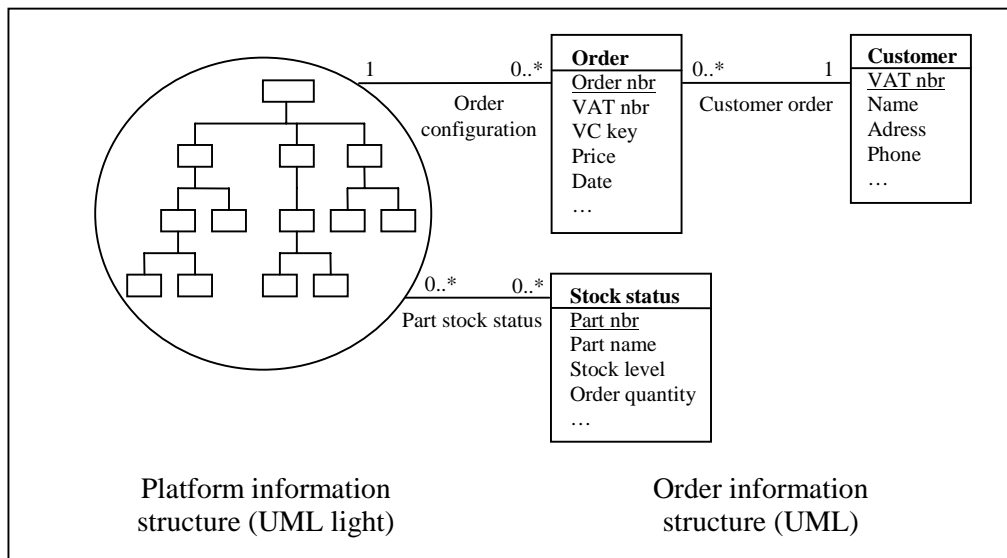 1
0..*
Order
configuration
Order
Order nbr
VAT nbr
VC key
Price
Date
…
0..*
1
Customer order
Customer
VAT nbr
Name
Adress
Phone
…
0..*
0..*
Part stock status
Stock status
Part nbr
Part name
Stock level
Order quantity
…
Platform information
structure (UML light)
Order information
structure (UML)